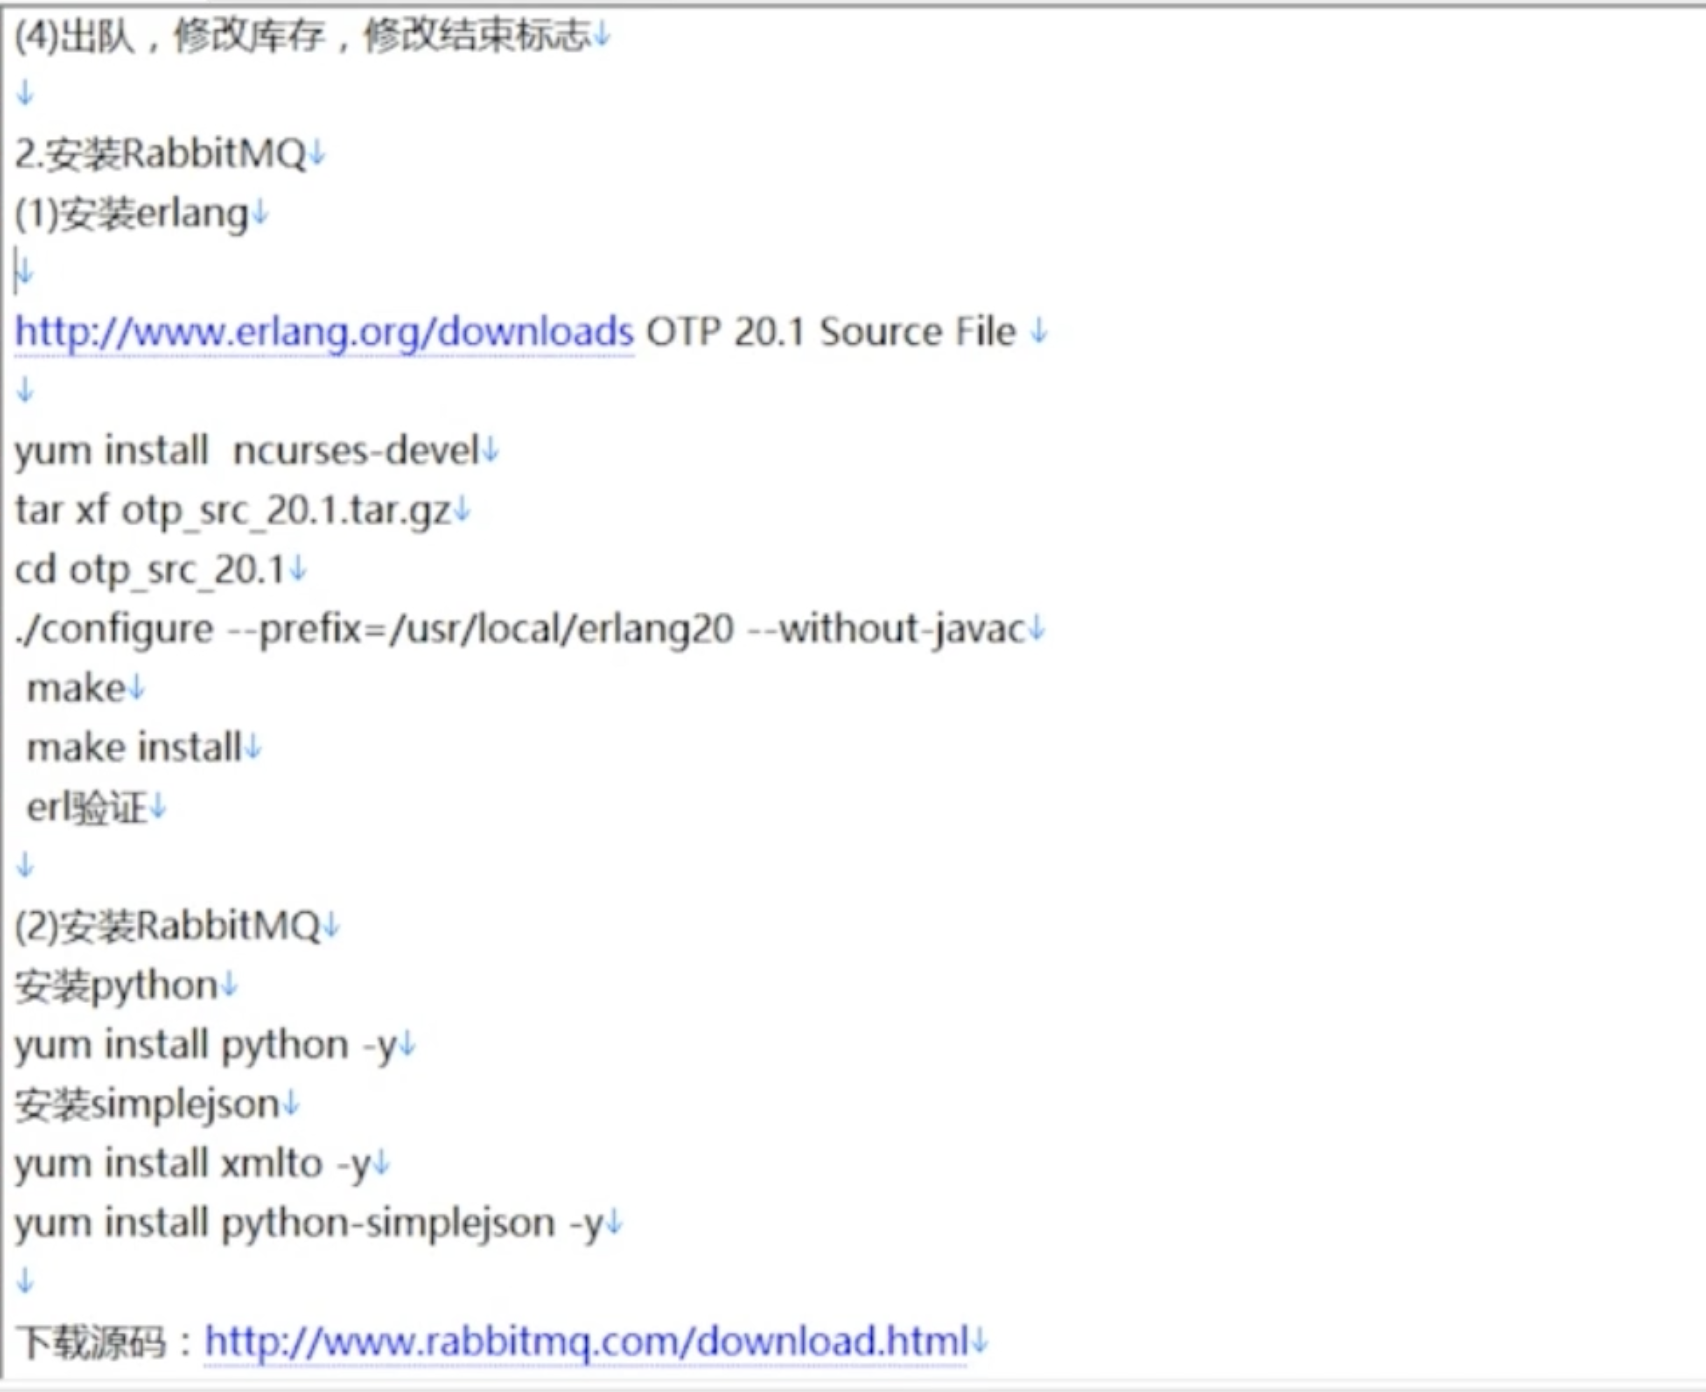 (4)出队，修改库存，修改结束标志↓
↓
2.安装RabbitMQ↓
(1)安装erlang↓
↓
http://www.erlang.org/downloads OTP 20.1 Source File ↓
↓
yum install  ncurses-devel↓
tar xf otp_src_20.1.tar.gz↓
cd otp_src_20.1↓
./configure --prefix=/usr/local/erlang20 --without-javac↓
make↓
make install↓
erl验证↓
↓
(2)安装RabbitMQ↓
安装python↓
yum install python -y↓
安装simplejson↓
yum install xmlto -y↓
yum install python-simplejson -y↓
↓
下载源码：http://www.rabbitmq.com/download.html↓